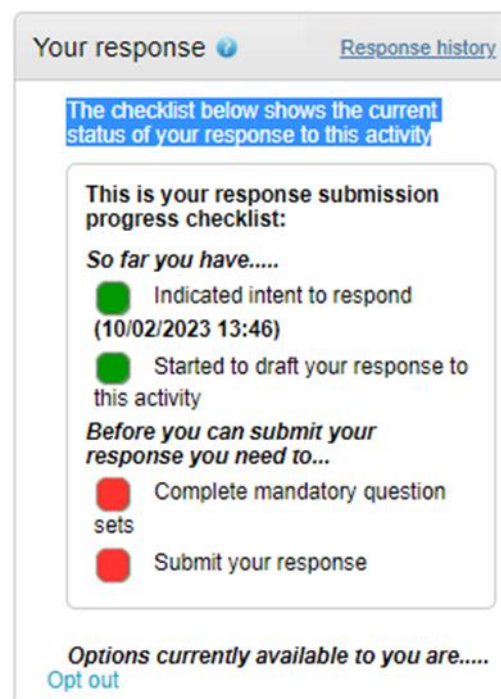 Your response Response history
The checklist below shows the current
status of your response to this activity
This is your response submission
progress checklist:
So far you have.....
Indicated intent to respond
(10/02/2023 13:46)
Started to draft your response to
this activity
Before you can submit your
response you need to...
Complete mandatory question
sets
Submit your response
Options currently available to you are.....
Opt out